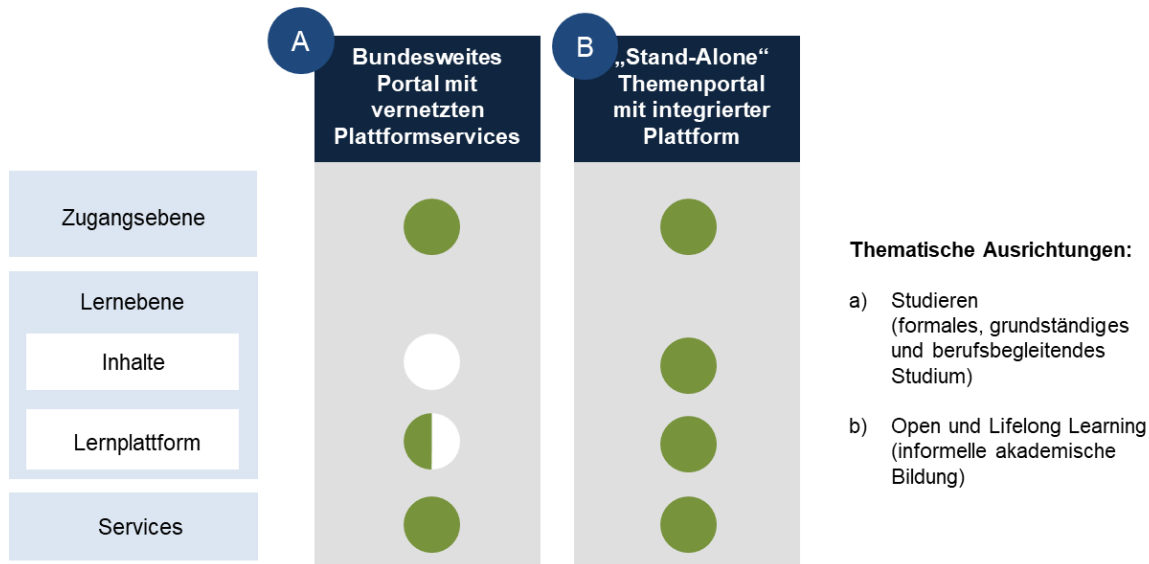 A
Bundesweites
Portal mit
vernetzten
Plattformservices
B
„Stand-Alone“
Themenportal
mit integrierter
Plattform
Zugangsebene
Lernebene
Inhalte
Lernplattform
Services
Thematische Ausrichtungen:
a) Studieren
(formales, grundständiges
und berufsbegleitendes
Studium)
b) Open und Lifelong Learning
(informelle akademische
Bildung)